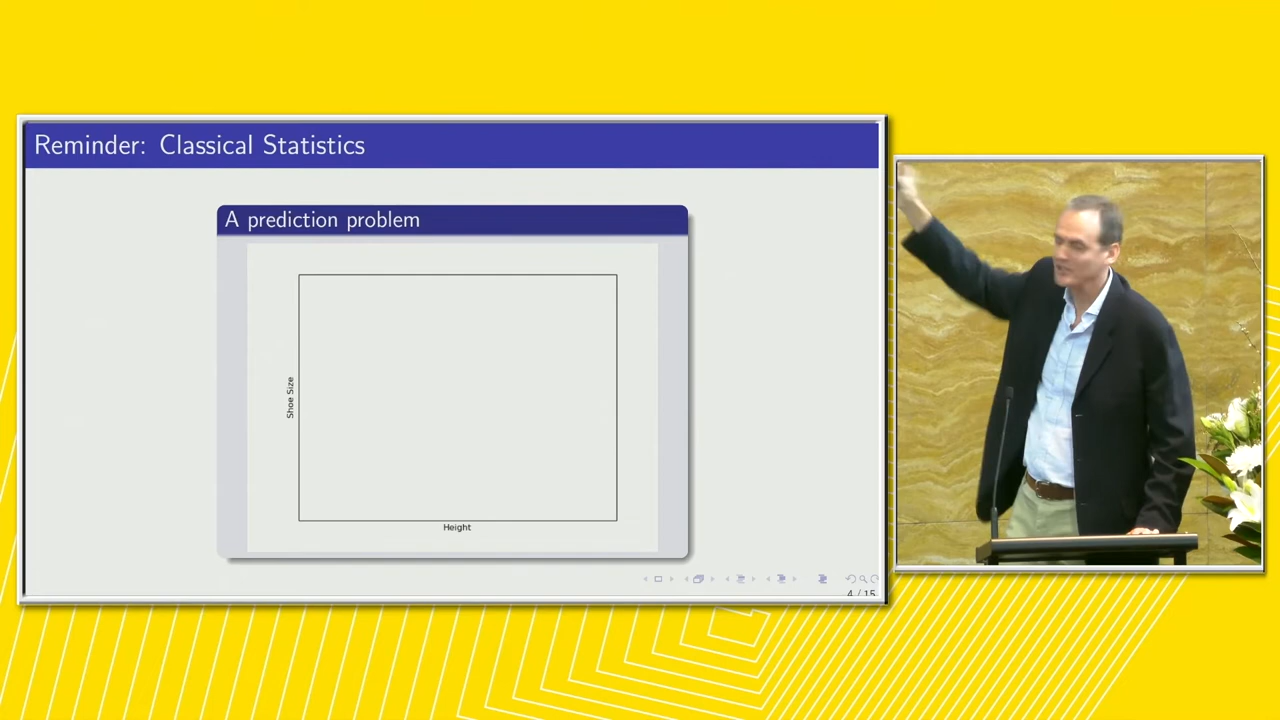 Reminder: Classical Statistics
A prediction problem
Shoe Size
Height
4 / 15